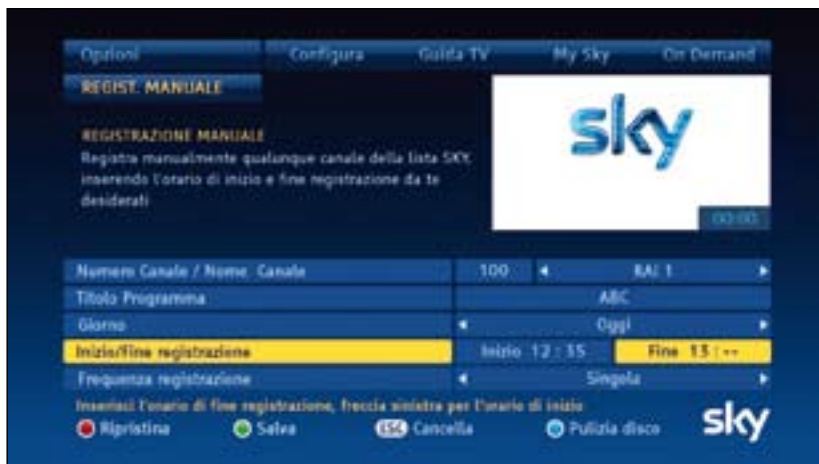 Opzioni Configura Guida TV My Sky On Demand
REGIST. MANUALE
sky
REGISTRAZIONE MANUALE
Registra manualmente qualunque canale della lista SKY,
inserendo l'orario di inizio e fine registrazione da te
desiderati
00:00
Numero Canale / Nome Canale 100 RAI 1
Titolo Programma ABC
Giorno Oggi
Inizio/Fine registrazione Inizio 12 : 35 Fine 13 : --
Frequenza registrazione Singola
Inserisci l'orario di fine registrazione, freccia sinistra per l'orario di inizio
Ripristina Salva ESC Cancella Pulizia disco sky